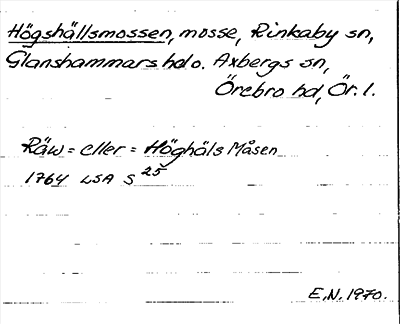 Högshällsmossen, mosse, Rinkaby sn,
Glanshammars hd o. Axbergs sn,
Örebro hd, Ör. l.
Räw = eller = Höghäls Måsen
1764 LSA S 25
E.N. 1970.